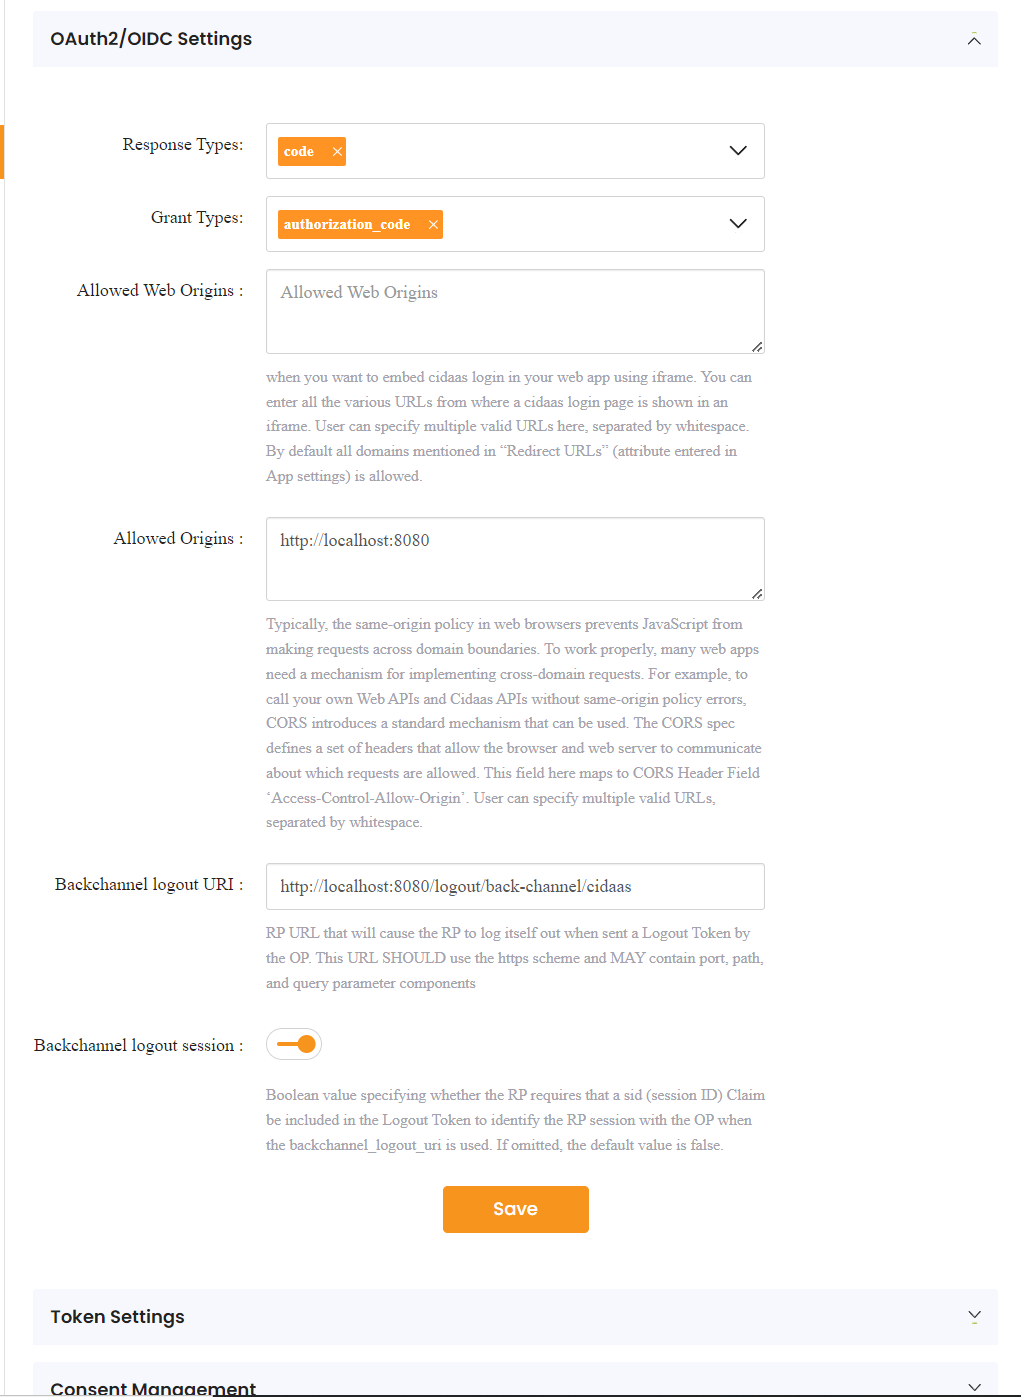 OAuth2/OIDC Settings
Response Types:
code ×
Grant Types:
authorization_code ×
Allowed Web Origins :
Allowed Web Origins
when you want to embed cidaas login in your web app using iframe. You can
enter all the various URLs from where a cidaas login page is shown in an
iframe. User can specify multiple valid URLs here, separated by whitespace.
By default all domains mentioned in “Redirect URLs” (attribute entered in
App settings) is allowed.
Allowed Origins :
http://localhost:8080
Typically, the same-origin policy in web browsers prevents JavaScript from
making requests across domain boundaries. To work properly, many web apps
need a mechanism for implementing cross-domain requests. For example, to
call your own Web APIs and Cidaas APIs without same-origin policy errors,
CORS introduces a standard mechanism that can be used. The CORS spec
defines a set of headers that allow the browser and web server to communicate
about which requests are allowed. This field here maps to CORS Header Field
‘Access-Control-Allow-Origin’. User can specify multiple valid URLs,
separated by whitespace.
Backchannel logout URI :
http://localhost:8080/logout/back-channel/cidaas
RP URL that will cause the RP to log itself out when sent a Logout Token by
the OP. This URL SHOULD use the https scheme and MAY contain port, path,
and query parameter components
Backchannel logout session :
Boolean value specifying whether the RP requires that a sid (session ID) Claim
be included in the Logout Token to identify the RP session with the OP when
the backchannel_logout_uri is used. If omitted, the default value is false.
Save
Token Settings
Consent Management